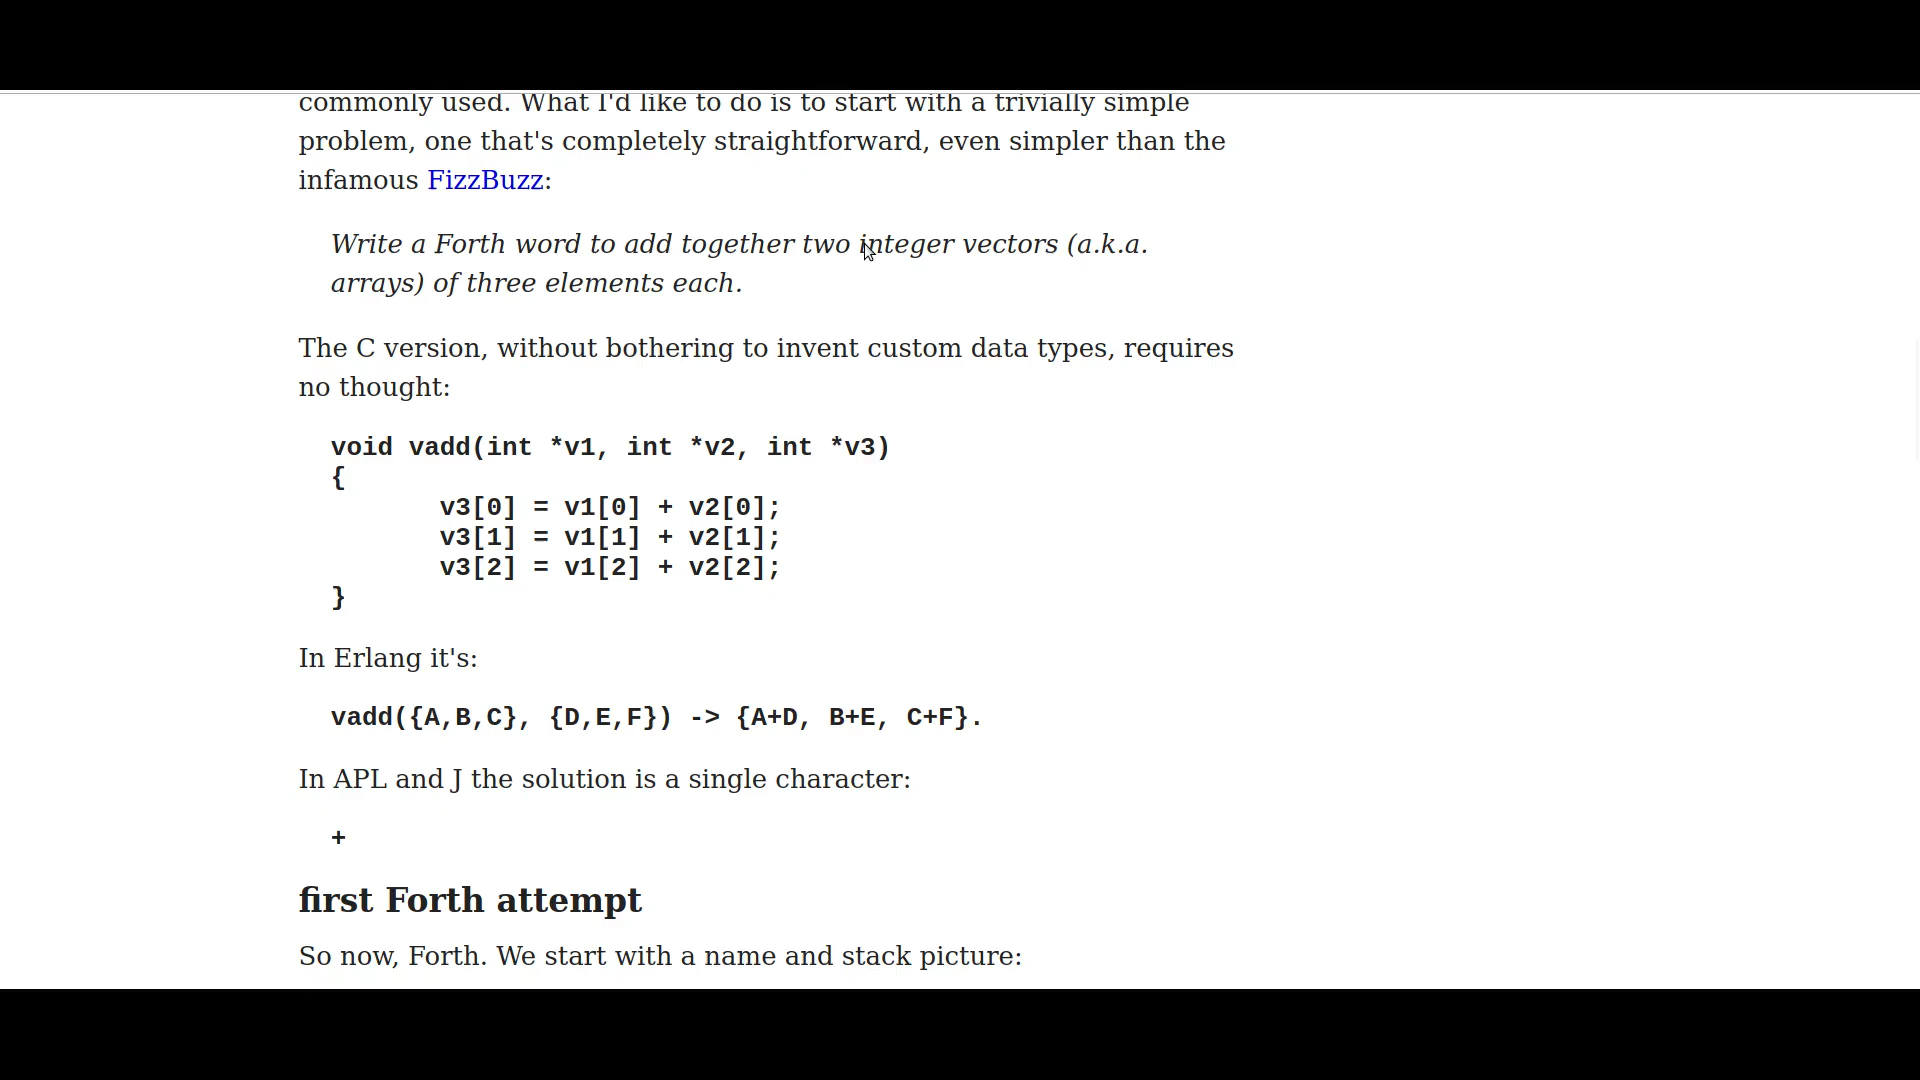 commonly used. What I'd like to do is to start with a trivially simple
problem, one that's completely straightforward, even simpler than the
infamous FizzBuzz:
Write a Forth word to add together two integer vectors (a.k.a.
arrays) of three elements each.
The C version, without bothering to invent custom data types, requires
no thought:
void vadd(int *v1, int *v2, int *v3)
{
v3[0] = v1[0] + v2[0];
v3[1] = v1[1] + v2[1];
v3[2] = v1[2] + v2[2];
}
In Erlang it's:
vadd({A,B,C}, {D,E,F}) -> {A+D, B+E, C+F}.
In APL and J the solution is a single character:
+
first Forth attempt
So now, Forth. We start with a name and stack picture: